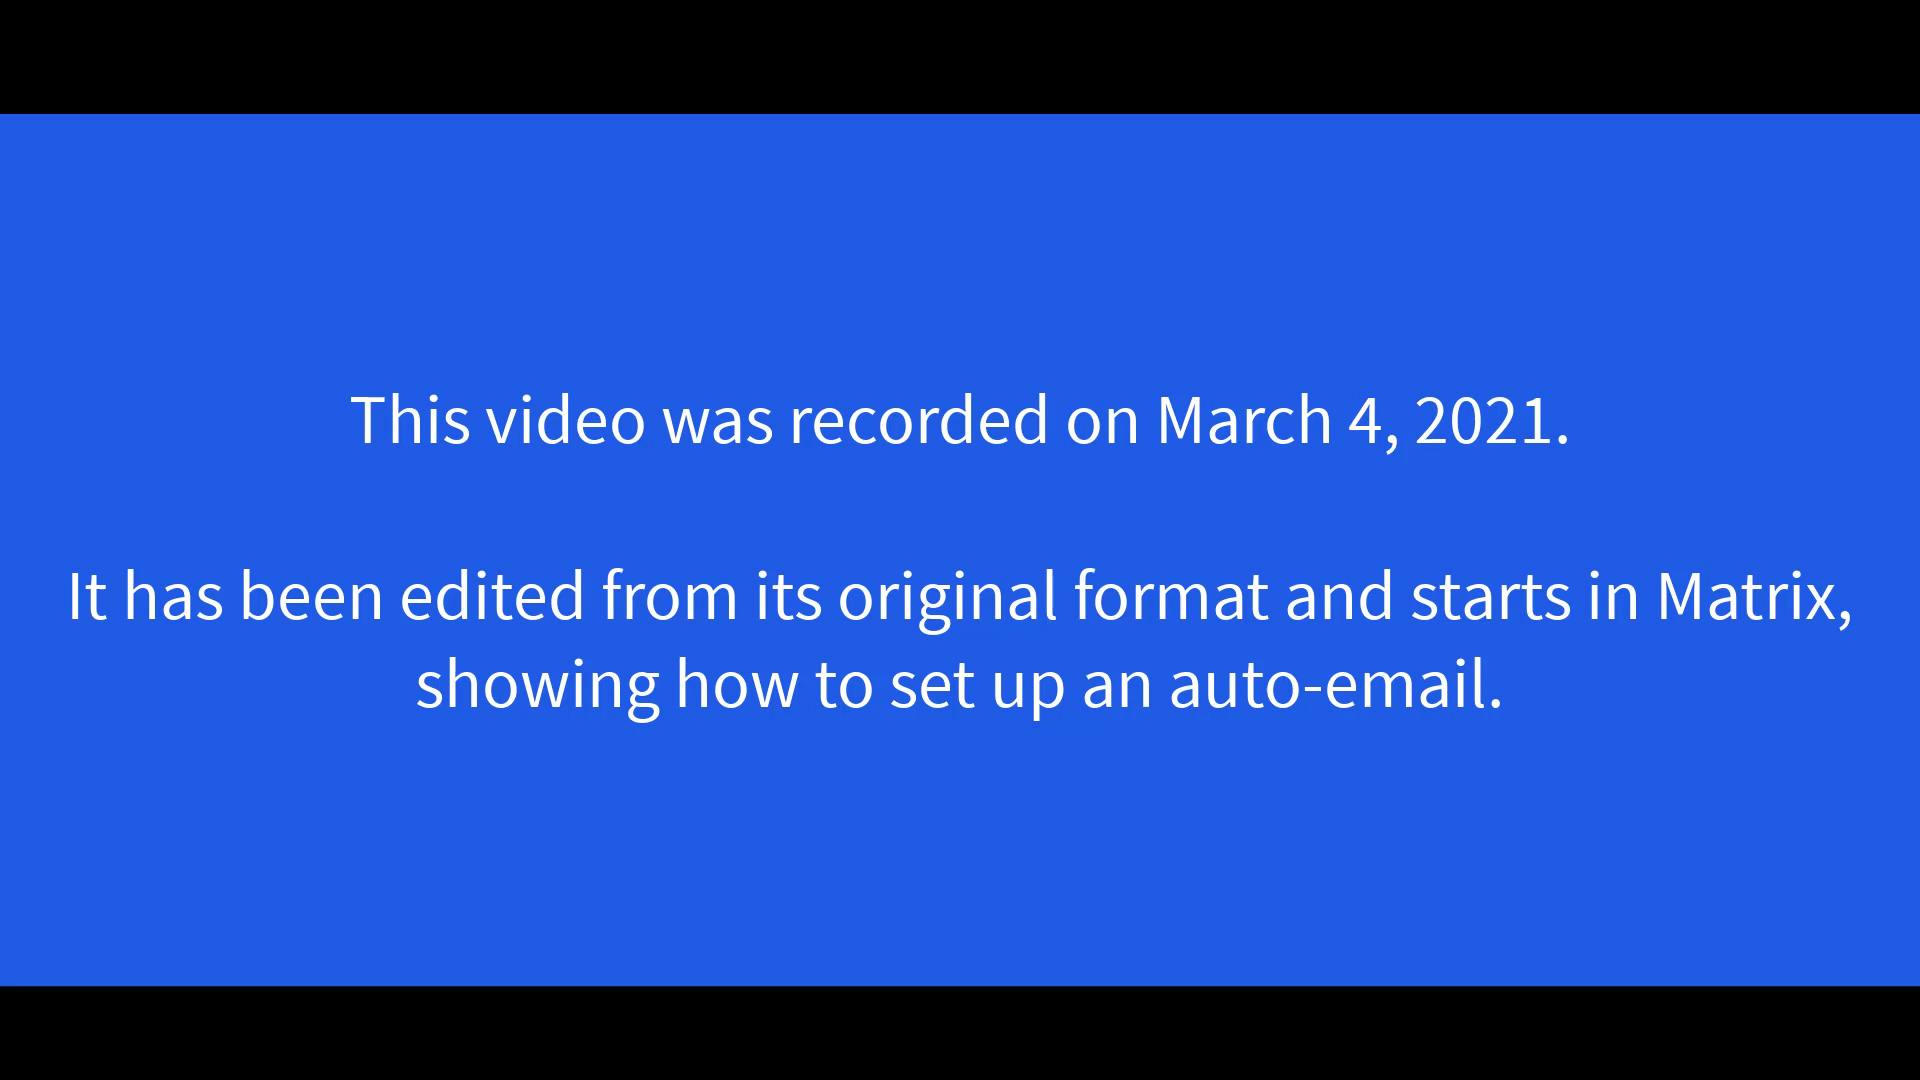 This video was recorded on March 4, 2021.
It has been edited from its original format and starts in Matrix,
showing how to set up an auto-email.